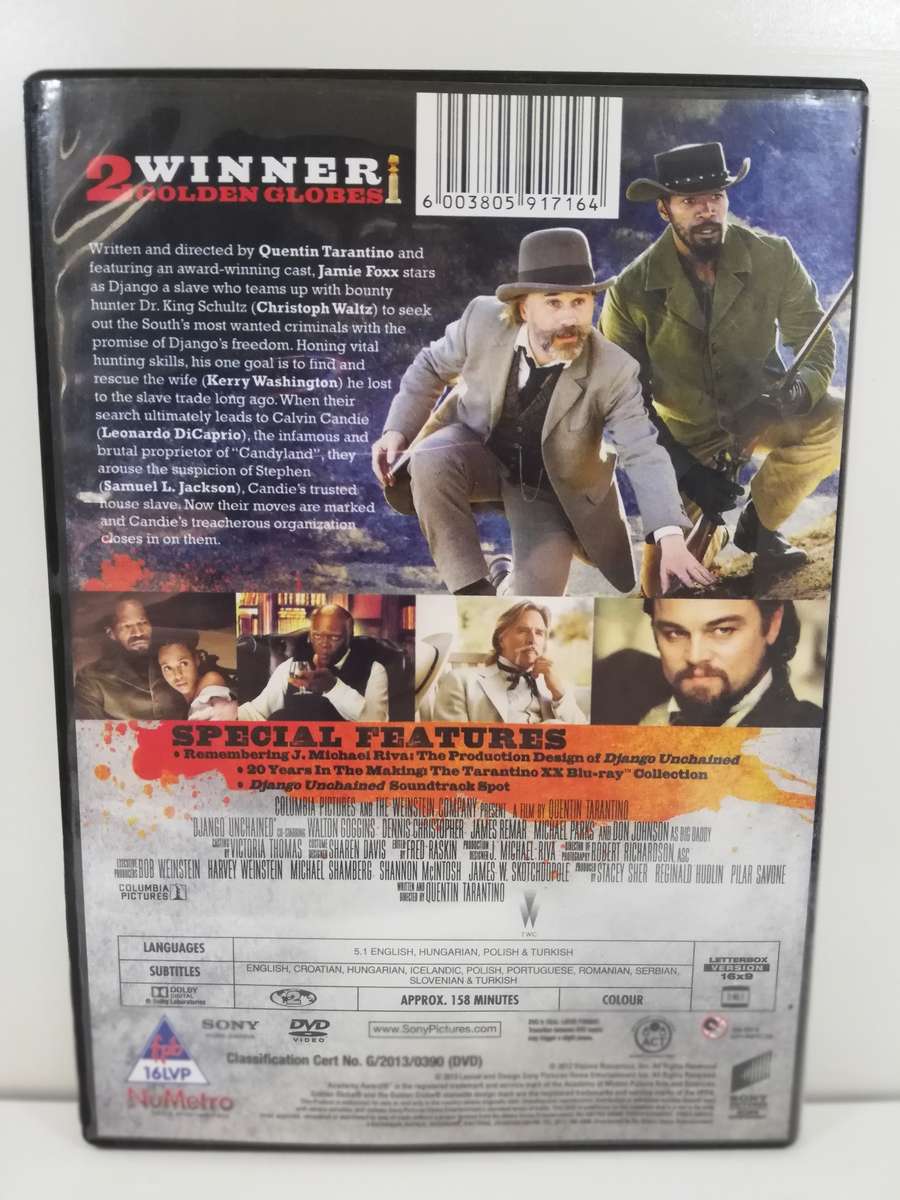 2 WINNER
GOLDEN GLOBES
6 003805 917164
Written and directed by Quentin Tarantino and
featuring an award-winning cast, Jamie Foxx stars
as Django a slave who teams up with bounty
hunter Dr. King Schultz (Christoph Waltz) to seek
out the South's most wanted criminals with the
promise of Django's freedom. Honing vital
hunting skills, his one goal is to find and
rescue the wife (Kerry Washington) he lost
to the slave trade long ago. When their
search ultimately leads to Calvin Candie
(Leonardo DiCaprio), the infamous and
brutal proprietor of "Candyland", they
arouse the suspicion of Stephen
(Samuel L. Jackson), Candie's trusted
house slave. Now their moves are marked
and Candie's treacherous organization
closes in on them.
SPECIAL FEATURES
• Remembering J. Michael Riva: The Production Design of Django Unchained
• 20 Years In The Making: The Tarantino XX Blu-ray™ Collection
• Django Unchained Soundtrack Spot
COLUMBIA PICTURES AND THE WEINSTEIN COMPANY PRESENT A FILM BY QUENTIN TARANTINO
DJANGO UNCHAINED CO-STARRING WALTON GOGGINS DENNIS CHRISTOPHER JAMES REMAR MICHAEL PARKS AND DON JOHNSON AS BIG DADDY
CASTING BY VICTORIA THOMAS COSTUME DESIGNER SHAREN DAVIS EDITED BY FRED RASKIN PRODUCTION DESIGNER J. MICHAEL RIVA DIRECTOR OF PHOTOGRAPHY ROBERT RICHARDSON, ASC
EXECUTIVE PRODUCERS BOB WEINSTEIN HARVEY WEINSTEIN MICHAEL SHAMBERG SHANNON McINTOSH JAMES W. SKOTCHDOPOLE PRODUCED BY STACEY SHER REGINALD HUDLIN PILAR SAVONE
COLUMBIA PICTURES
WRITTEN AND DIRECTED BY QUENTIN TARANTINO
TWC
LANGUAGES 5.1 ENGLISH, HUNGARIAN, POLISH & TURKISH
SUBTITLES ENGLISH, CROATIAN, HUNGARIAN, ICELANDIC, POLISH, PORTUGUESE, ROMANIAN, SERBIAN,
SLOVENIAN & TURKISH
LETTERBOX
VERSION
16x9
DOLBY DIGITAL
Dolby Laboratories
2
APPROX. 158 MINUTES
COLOUR
SONY
DVD VIDEO
www.SonyPictures.com
ACT
fpb
16LVP
Classification Cert No. G/2013/0390 (DVD)
NuMetro
SONY